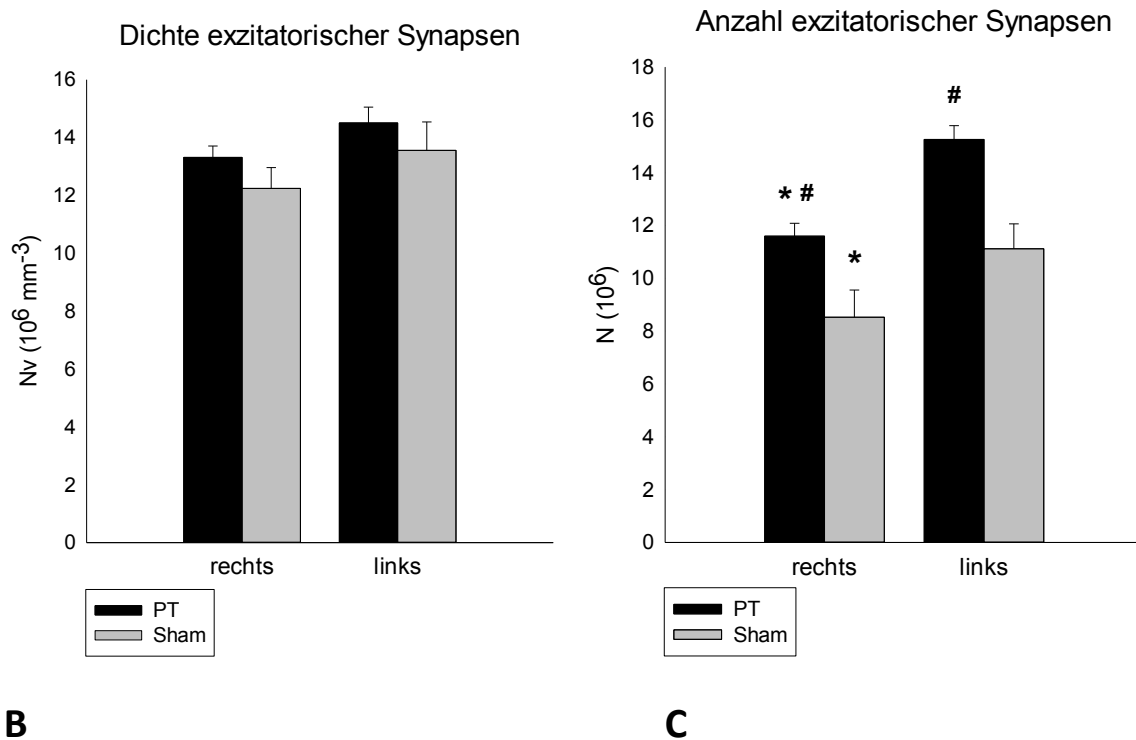 Dichte exzitatorischer Synapsen
16
14
12
10
8
6
4
2
0
Nv (10⁶ mm⁻³)
rechts
links
PT
Sham
B
Anzahl exzitatorischer Synapsen
18
16
14
12
10
8
6
4
2
0
N (10⁶)
* #
*
#
rechts
links
PT
Sham
C